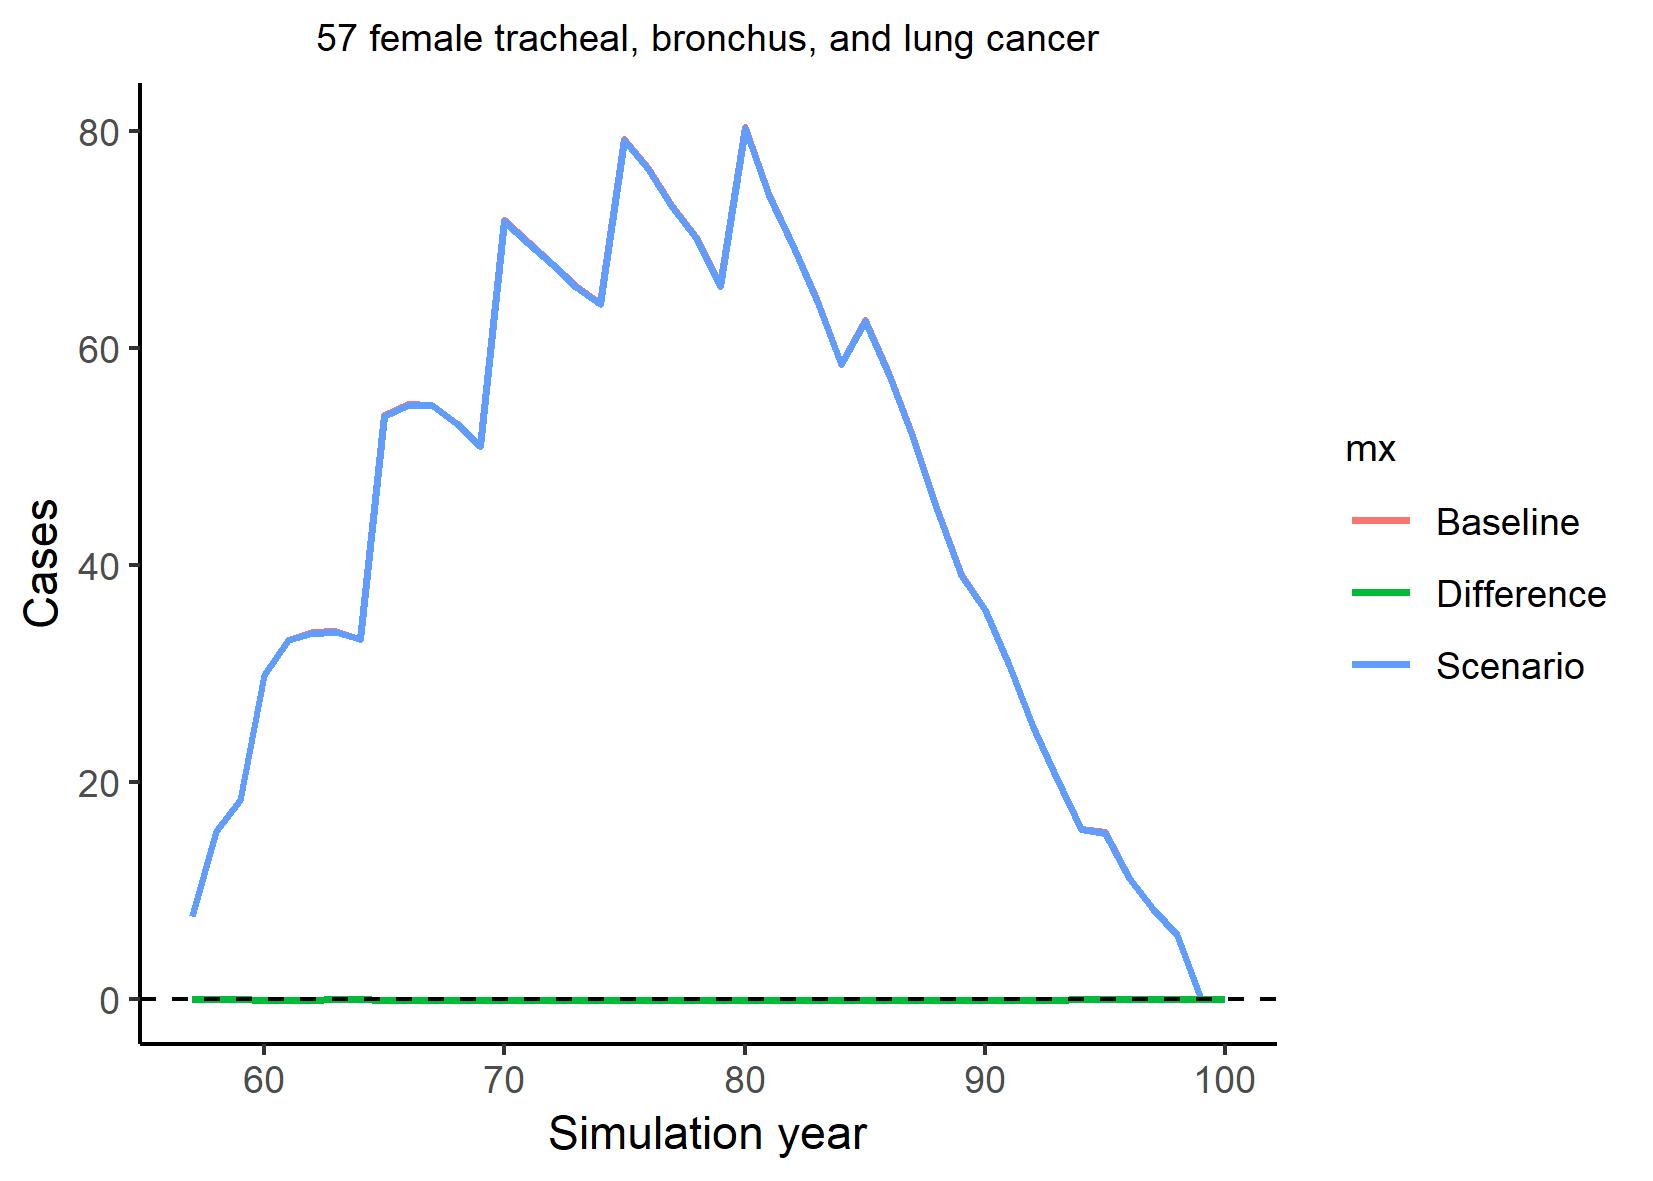 57 female tracheal, bronchus, and lung cancer
80
60
40
20
0
Cases
60 70 80 90 100
Simulation year
mx
Baseline
Difference
Scenario